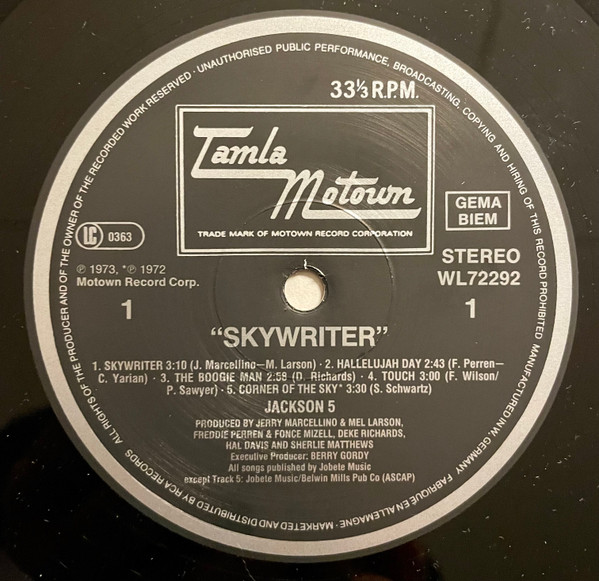 UNAUTHORISED PUBLIC PERFORMANCE, BROADCASTING, COPYING AND HIRING OF THIS RECORD PROHIBITED MANUFACTURED IN W. GERMANY FABRIQUÉ EN ALLEMAGNE · MARKETED AND DISTRIBUTED BY RCA RECORDS ALL RIGHTS OF THE PRODUCER AND OF THE OWNER OF THE RECORDED WORK RESERVED ·
33⅓ R.P.M.
Tamla
Motown
TRADE MARK OF MOTOWN RECORD CORPORATION
LC 0363
GEMA
BIEM
STEREO
WL72292
℗ 1973, *℗ 1972
Motown Record Corp.
1 1
"SKYWRITER"
1. SKYWRITER 3:10 (J. Marcellino—M. Larson) · 2. HALLELUJAH DAY 2:43 (F. Perren—
C. Yarian) · 3. THE BOOGIE MAN 2:58 (D. Richards) · 4. TOUCH 3:00 (F. Wilson/
P. Sawyer) · 5. CORNER OF THE SKY* 3:30 (S. Schwartz)
JACKSON 5
PRODUCED BY JERRY MARCELLINO & MEL LARSON,
FREDDIE PERREN & FONCE MIZELL, DEKE RICHARDS,
HAL DAVIS AND SHERLIE MATTHEWS
Executive Producer: BERRY GORDY
All songs published by Jobete Music
except Track 5: Jobete Music/Belwin Mills Pub Co (ASCAP)